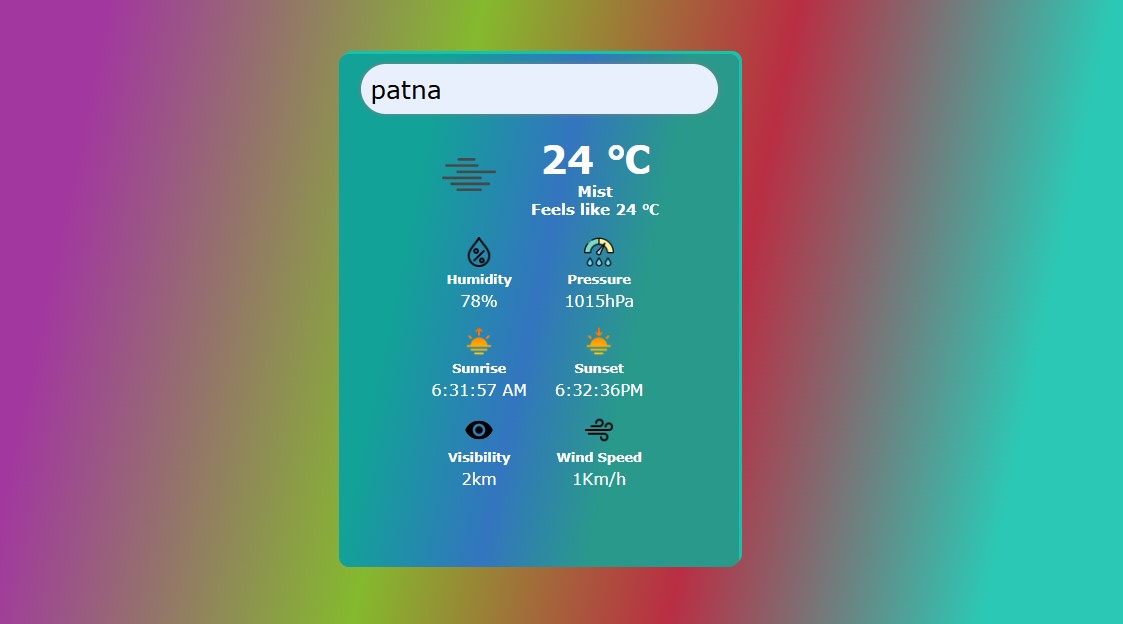 patna
24 °C
Mist
Feels like 24 °C
Humidity Pressure
78% 1015hPa
Sunrise Sunset
6:31:57 AM 6:32:36PM
Visibility Wind Speed
2km 1Km/h